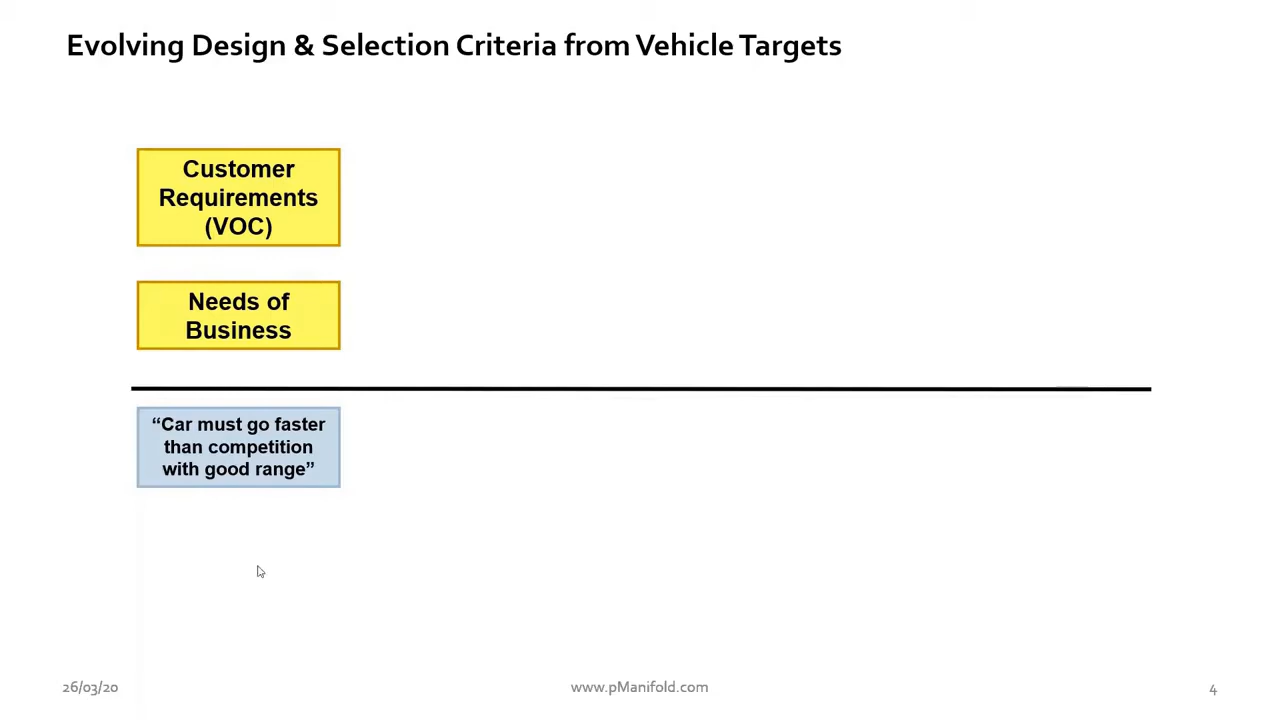 Evolving Design & Selection Criteria from Vehicle Targets
Customer
Requirements
(VOC)
Needs of
Business
“Car must go faster
than competition
with good range”
26/03/20
www.pManifold.com
4